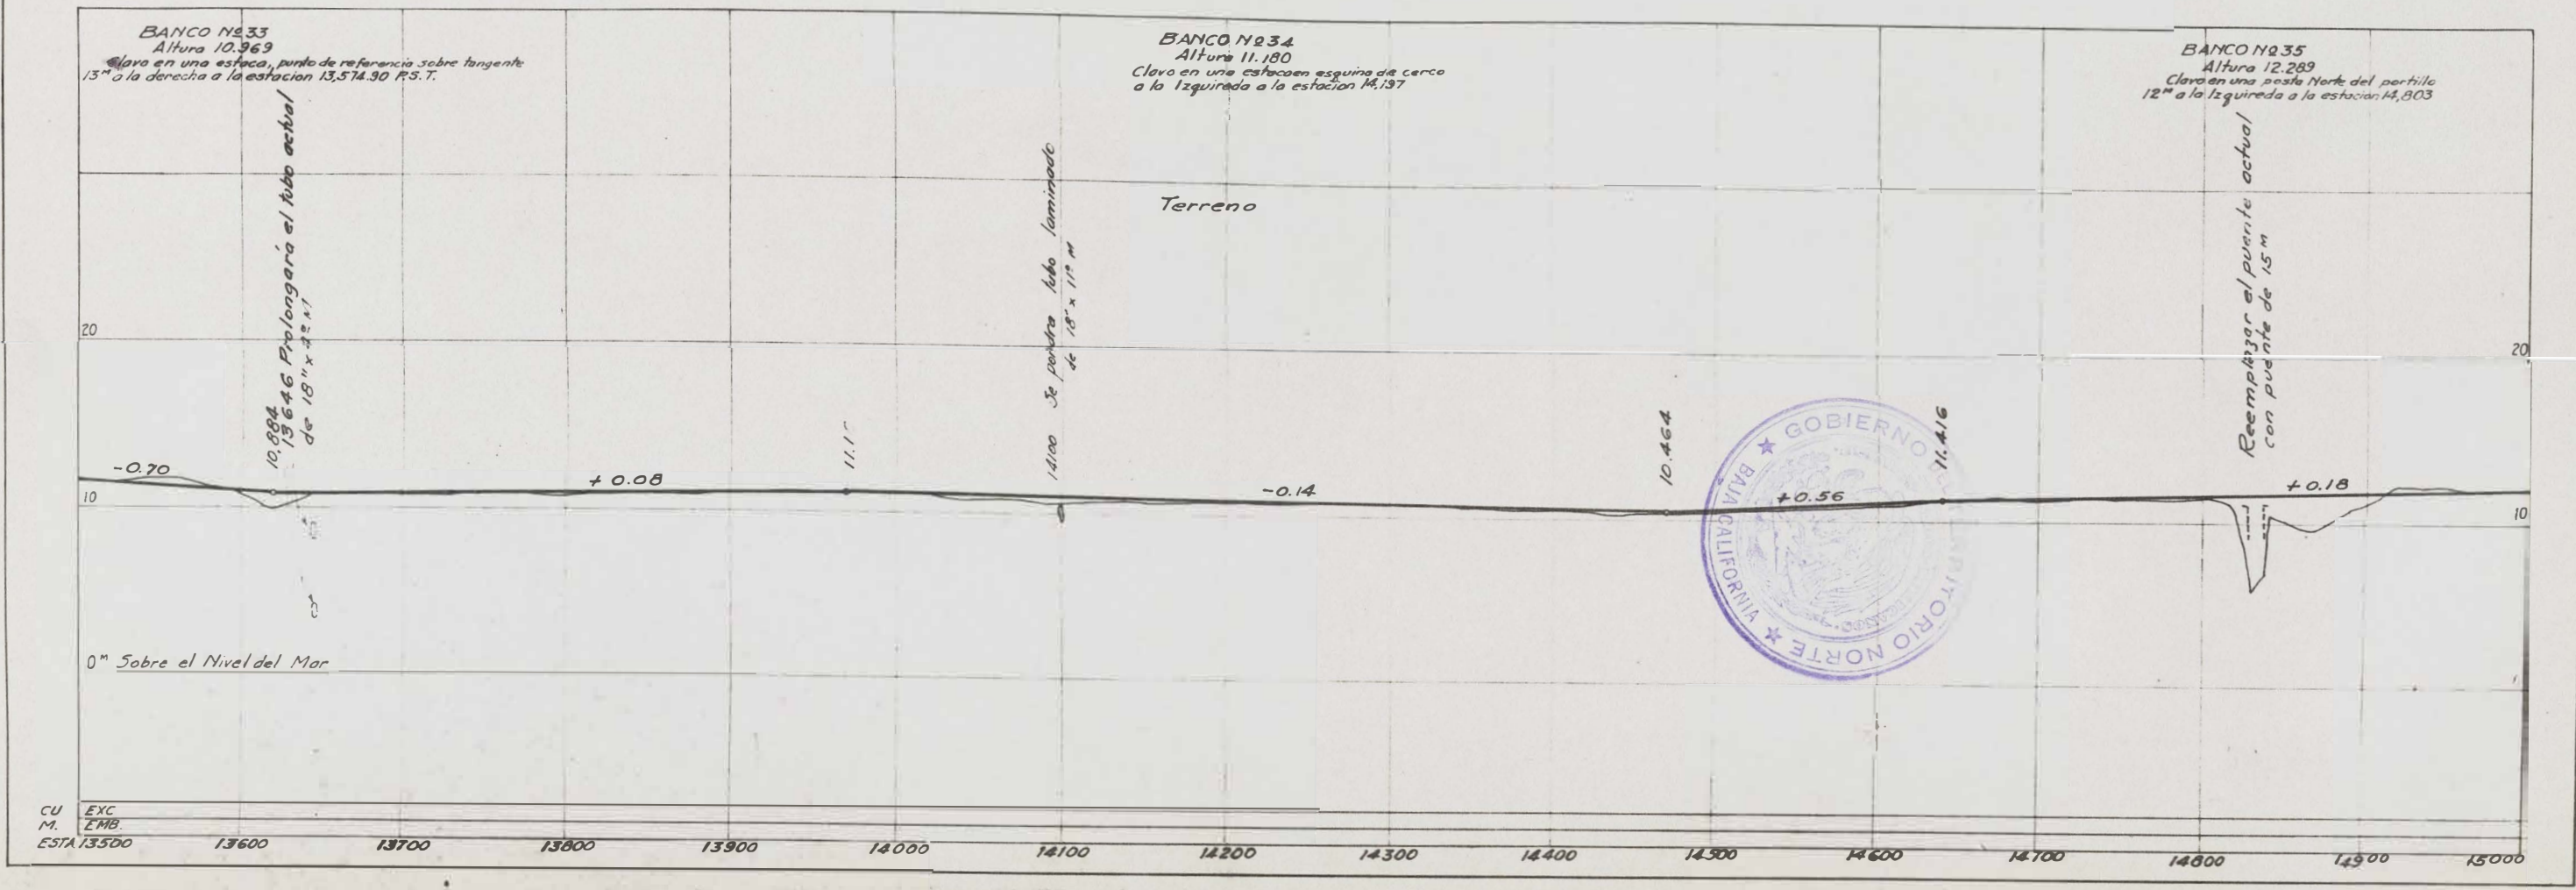 BANCO Nº 33
Altura 10.969
Clavo en una estaca, punto de referencia sobre tangente
13ᴹ a la derecha a la estacion 13,574.90 P.S.T.
BANCO Nº 34
Altura 11.180
Clavo en una estaca en esquina de cerco
a la Izquireda a la estación 14,197
BANCO Nº 35
Altura 12.289
Clavo en una poste Norte del portillo
12ᴹ a la Izquireda a la estación 14,803
Terreno
10.884
13646 Prolongará el tubo actual
de 18" x
11.1
14100 Se pondra tubo laminado
de 18" x 11º M
10.464
11.416
Reemplazar el puente actual
con puente de 15 M
20
20
-0.70
+ 0.08
-0.14
+0.56
+0.18
10
10
GOBIERNO DEL TERRITORIO NORTE
BAJA CALIFORNIA
0ᵐ Sobre el Nivel del Mar
CU EXC
M. EMB.
ESTA 13500 13600 13700 13800 13900 14000 14100 14200 14300 14400 14500 14600 14700 14800 14900 15000